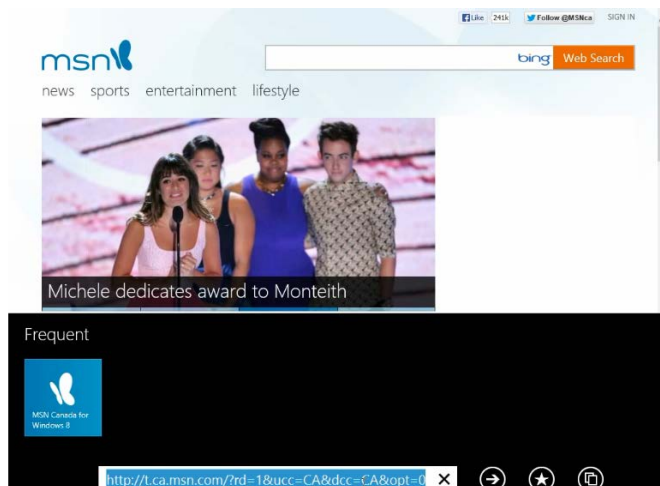 Like 241k Follow @MSNca SIGN IN
msn
bing Web Search
news sports entertainment lifestyle
Michele dedicates award to Monteith
Frequent
MSN Canada for
Windows 8
http://t.ca.msn.com/?rd=1&ucc=CA&dcc=CA&opt=0